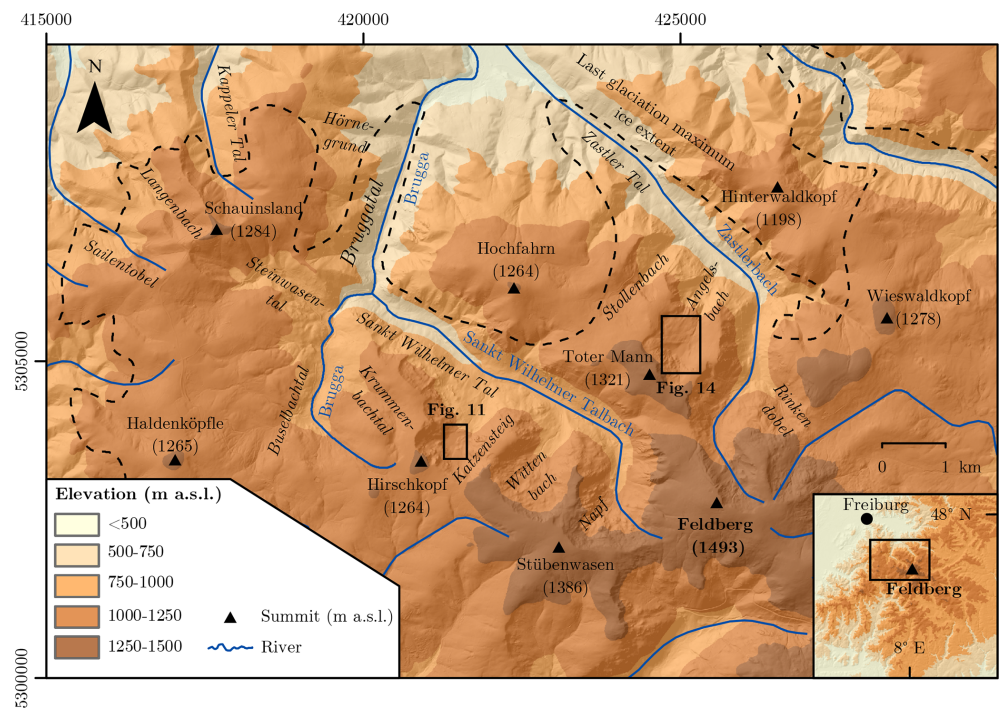 415000
420000
425000
5305000
5300000
N
Kappeler Tal
Hörne-
grund
Last glaciation maximum
ice extent
Zastler Tal
Brugga
Bruggatal
Langenbach
Schauinsland
(1284)
Hinterwaldkopf
(1198)
Sailentobel
Steinwasen-
tal
Hochfahrn
(1264)
Stollenbach
Angels-
bach
Zastlerbach
Wieswaldkopf
(1278)
Sankt Wilhelmer Tal
Sankt Wilhelmer Talbach
Toter Mann
(1321)
Fig. 14
Brugga
Buselbachtal
Krummen-
bachtal
Fig. 11
Rinken
dobel
Haldenköpfle
(1265)
Katzensteig
Hirschkopf
(1264)
Witten
bach
Napf
Feldberg
(1493)
Stübenwasen
(1386)
0 1 km
Elevation (m a.s.l.)
<500
500-750
750-1000
1000-1250
1250-1500
Summit (m a.s.l.)
River
Freiburg
48° N
Feldberg
8° E